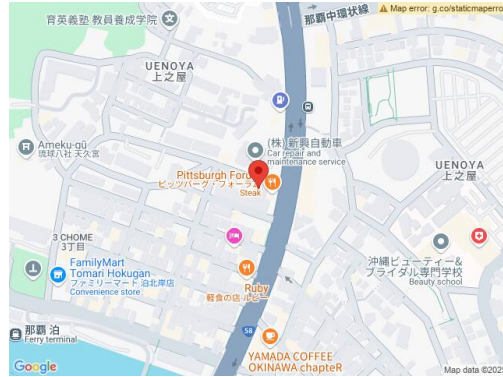 Map error: g.co/staticmaperro
育英義塾 教員養成学院
那覇中環状線
UENOYA
上之屋
(株)新興自動車
Car repair and
maintenance service
Ameku-gū
琉球八社 天久宮
Pittsburgh Foru
ピッツバーグ・フォーラム
Steak
UENOYA
上之屋
3 CHOME
3丁目
FamilyMart
Tomari Hokugan
ファミリーマート 泊北岸店
Convenience store
沖縄ビューティー&
ブライダル専門学校
Beauty school
Ruby
軽食の店 ルビー
那覇 泊
Ferry terminal
58
YAMADA COFFEE
OKINAWA chapteR
Google
Map data ©202